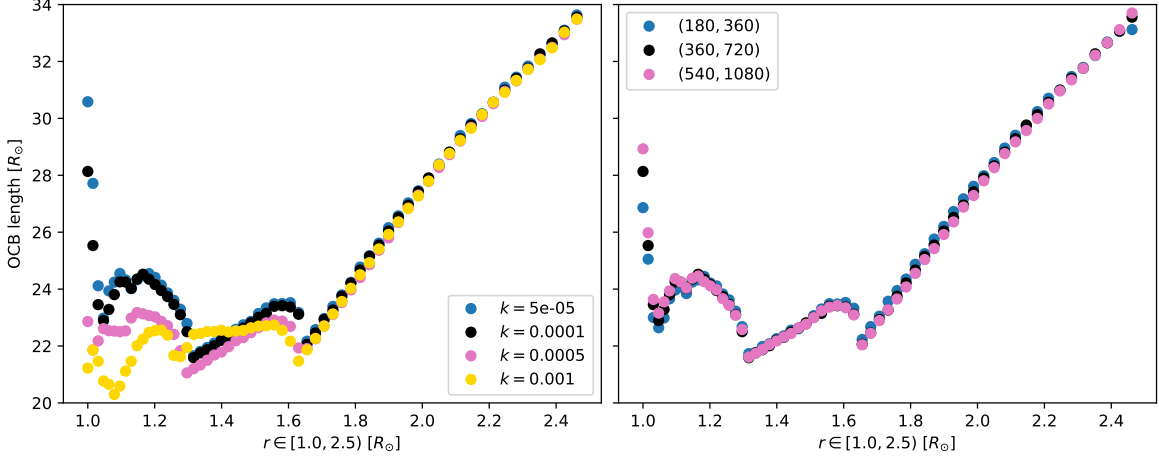 OCB length [R⊙]
34
32
30
28
26
24
22
20
k = 5e-05
k = 0.0001
k = 0.0005
k = 0.001
1.0 1.2 1.4 1.6 1.8 2.0 2.2 2.4
r ∈ [1.0, 2.5) [R⊙]
(180, 360)
(360, 720)
(540, 1080)
1.0 1.2 1.4 1.6 1.8 2.0 2.2 2.4
r ∈ [1.0, 2.5) [R⊙]